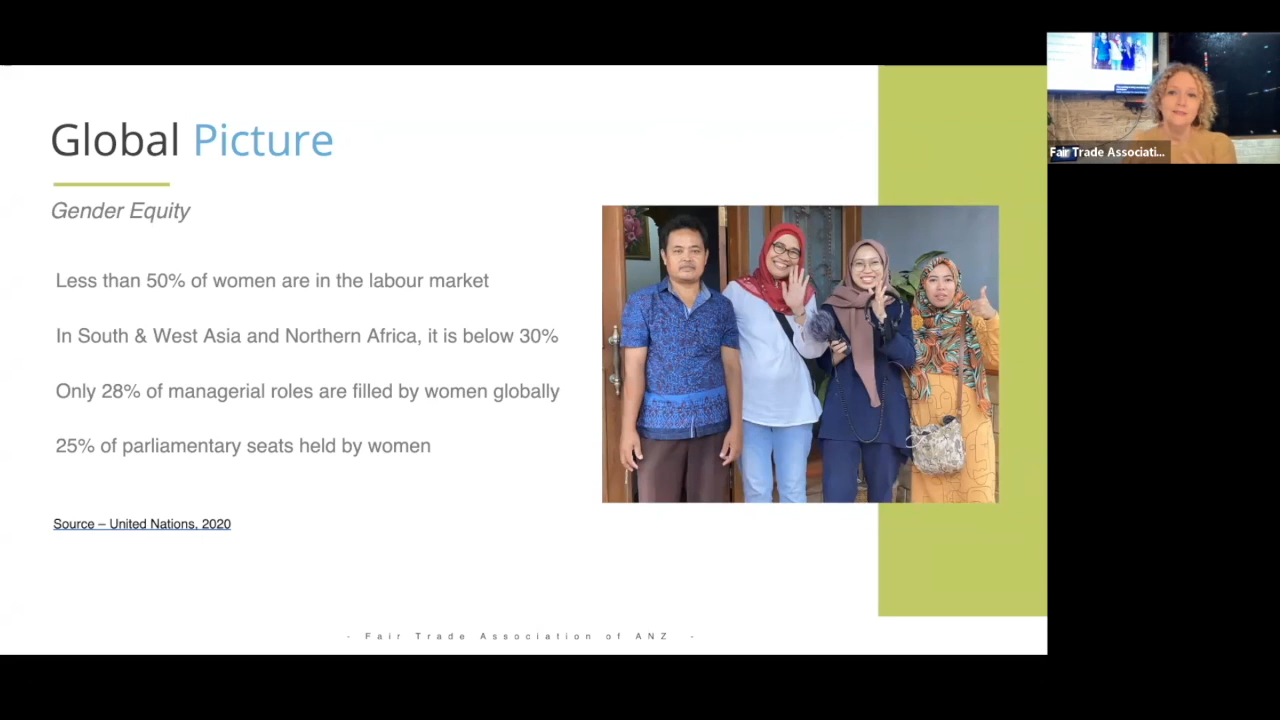 Global Picture
Gender Equity
Less than 50% of women are in the labour market
In South & West Asia and Northern Africa, it is below 30%
Only 28% of managerial roles are filled by women globally
25% of parliamentary seats held by women
Source – United Nations, 2020
- Fair Trade Association of ANZ -
Fair Trade Associati...